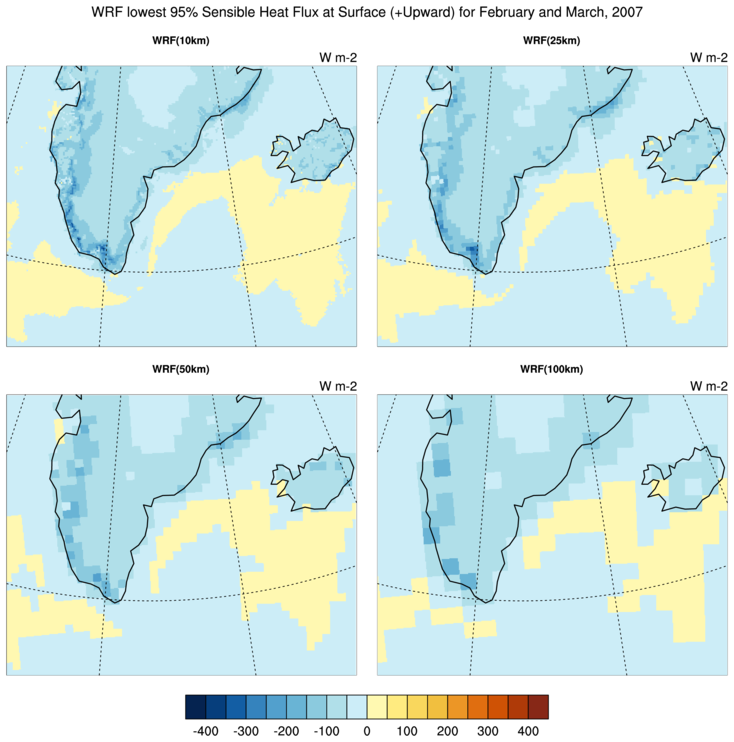 WRF lowest 95% Sensible Heat Flux at Surface (+Upward) for February and March, 2007
WRF(10km)
WRF(25km)
W m-2
W m-2
WRF(50km)
WRF(100km)
W m-2
W m-2
-400 -300 -200 -100 0 100 200 300 400